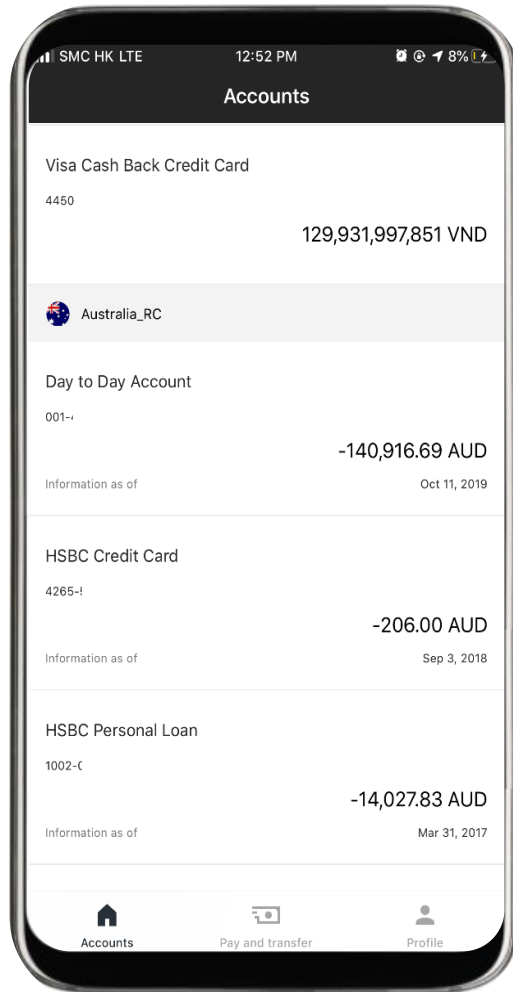 SMC HK LTE 12:52 PM 8%
Accounts
Visa Cash Back Credit Card
4450
129,931,997,851 VND
Australia_RC
Day to Day Account
001-
-140,916.69 AUD
Information as of Oct 11, 2019
HSBC Credit Card
4265-
-206.00 AUD
Information as of Sep 3, 2018
HSBC Personal Loan
1002-
-14,027.83 AUD
Information as of Mar 31, 2017
Accounts Pay and transfer Profile